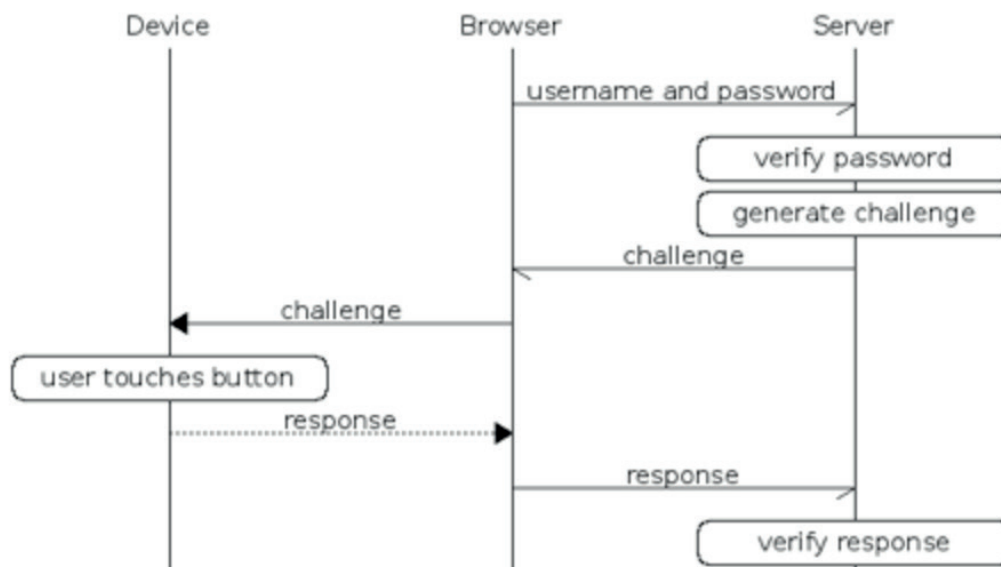 Device
Browser
Server
username and password
verify password
generate challenge
challenge
challenge
user touches button
response
response
verify response